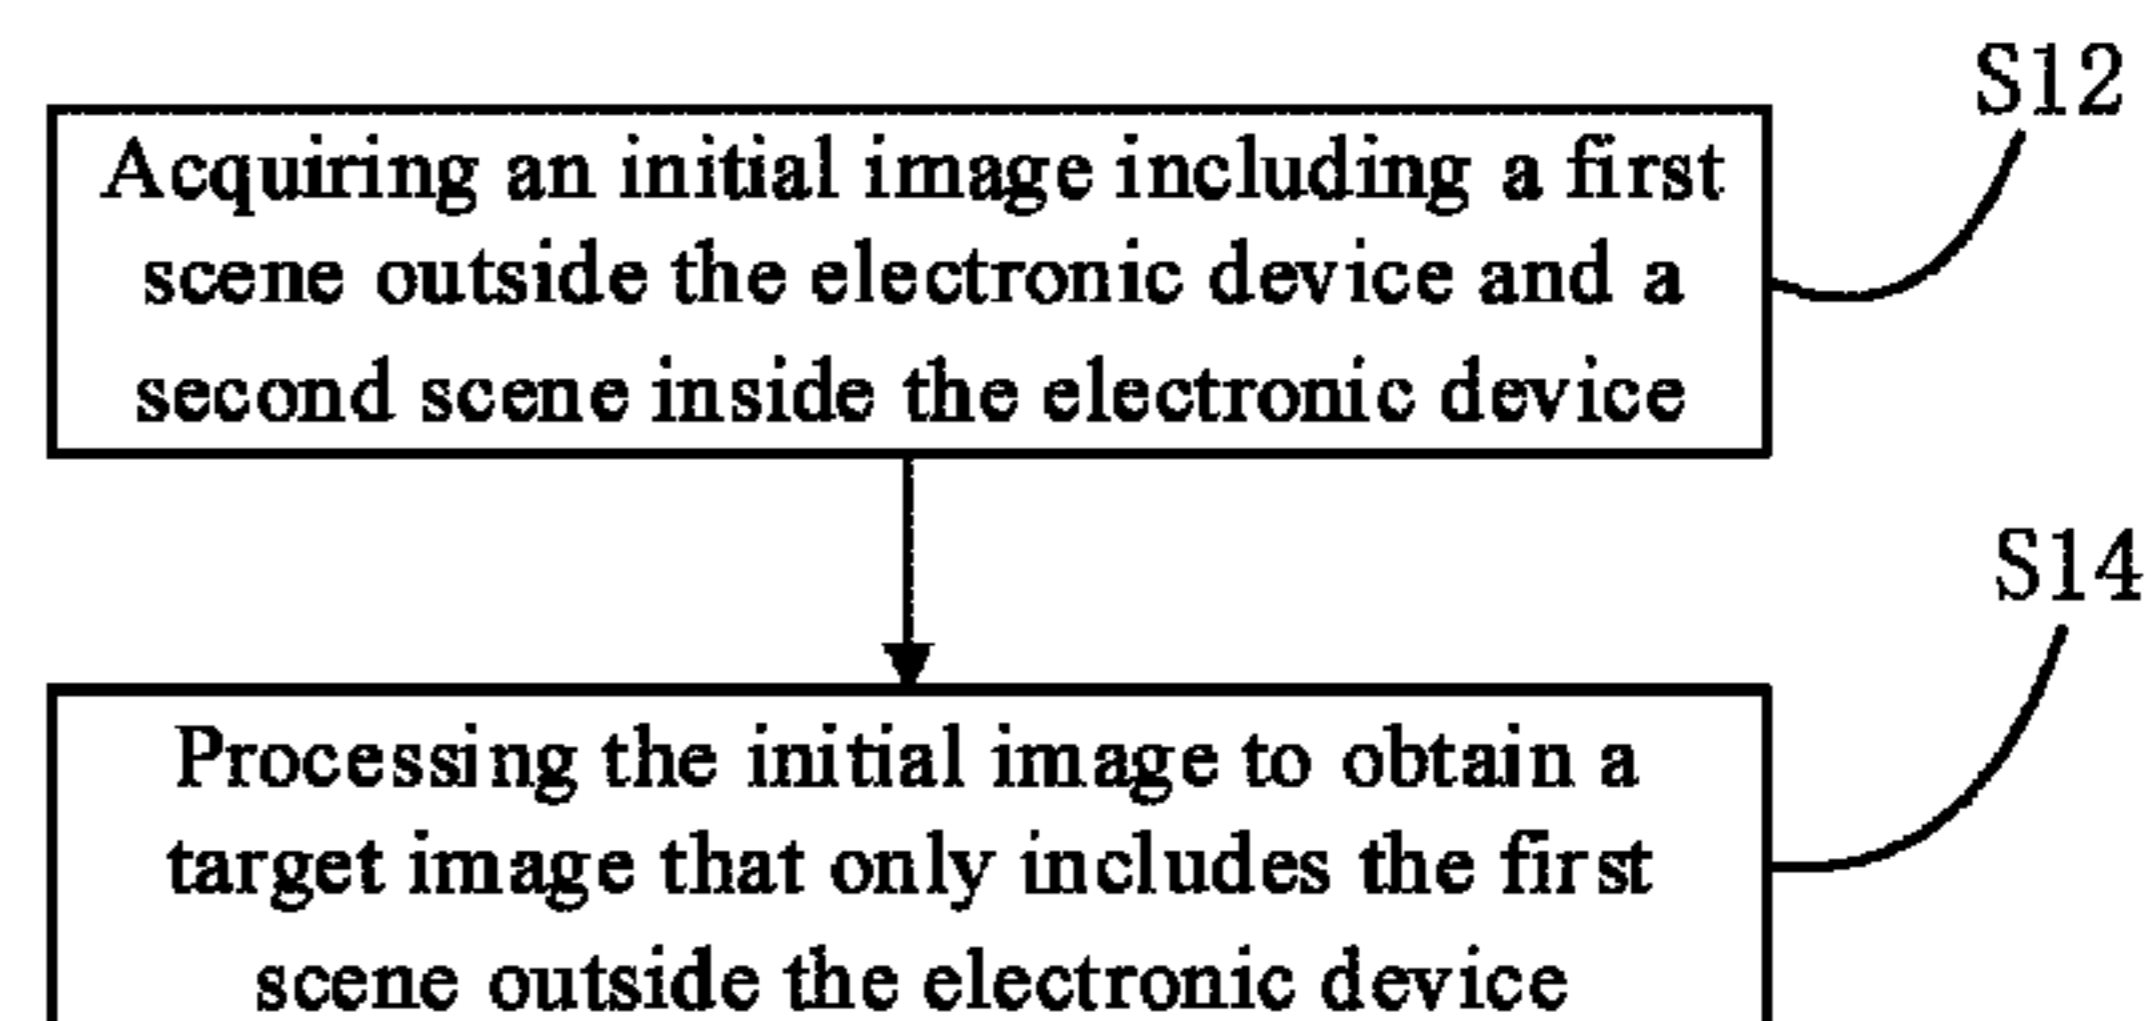 S12
Acquiring an initial image including a first
scene outside the electronic device and a
second scene inside the electronic device
S14
Processing the initial image to obtain a
target image that only includes the first
scene outside the electronic device